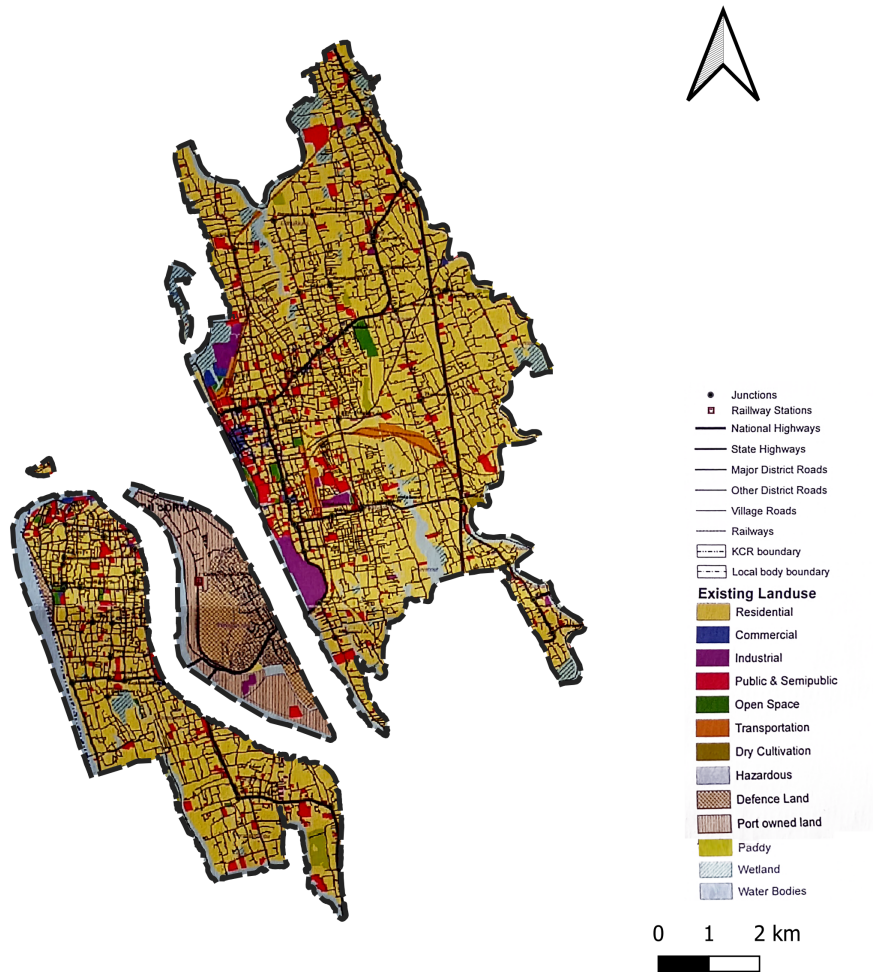 Junctions
Raillway Stations
National Highways
State Highways
Major District Roads
Other District Roads
Village Roads
Railways
KCR boundary
Local body boundary
Existing Landuse
Residential
Commercial
Industrial
Public & Semipublic
Open Space
Transportation
Dry Cultivation
Hazardous
Defence Land
Port owned land
Paddy
Wetland
Water Bodies
0 1 2 km